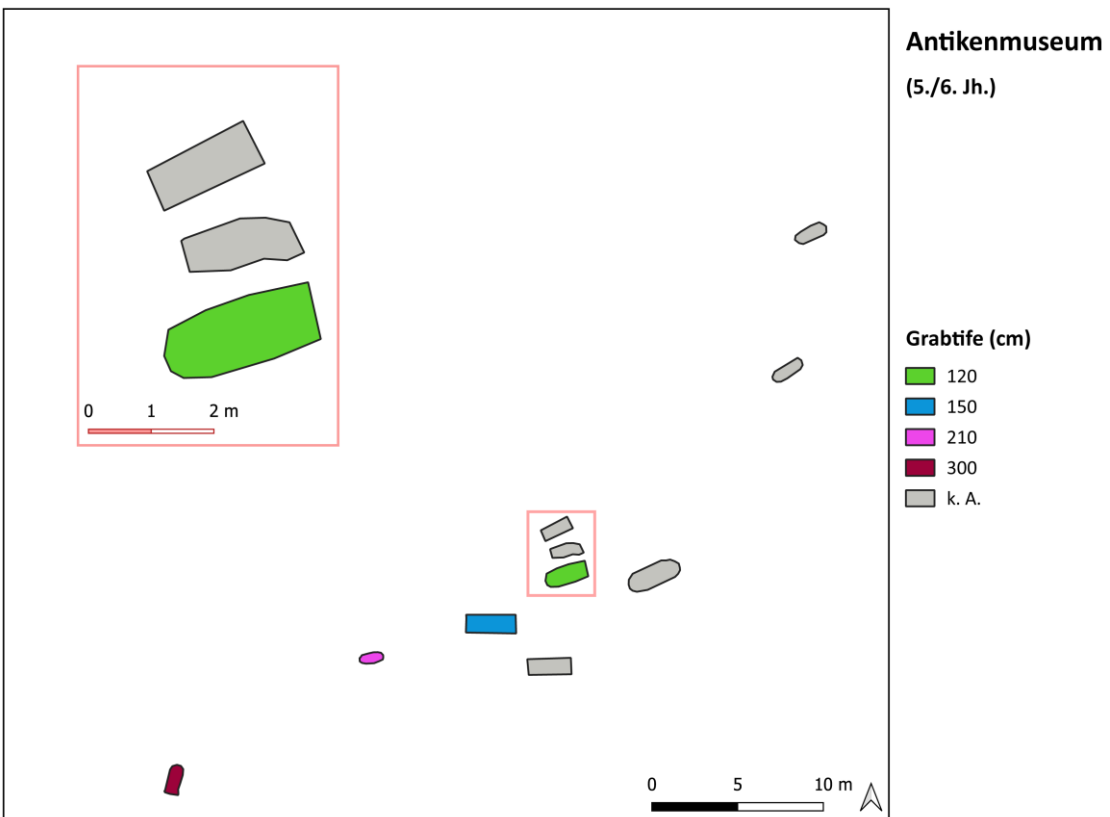 Antikenmuseum
(5./6. Jh.)
0 1 2 m
Grabtife (cm)
120
150
210
300
k. A.
0 5 10 m